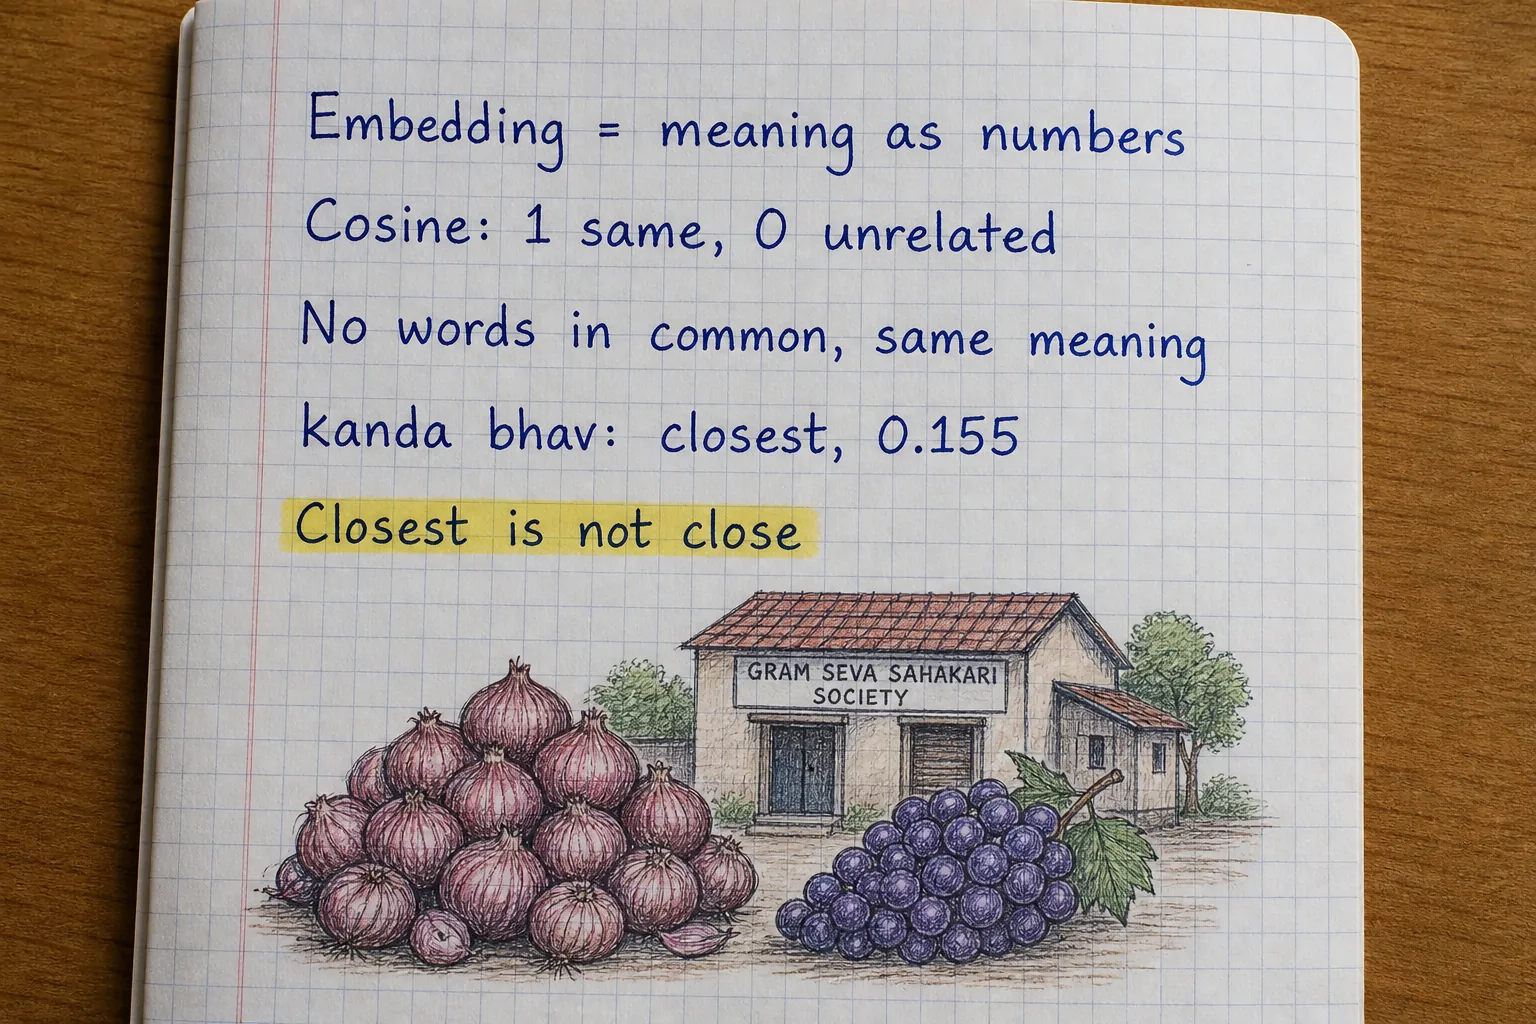 Embedding = meaning as numbers
Cosine: 1 same, 0 unrelated
No words in common, same meaning
kanda bhav: closest, 0.155
Closest is not close
GRAM SEVA SAHAKARI
SOCIETY